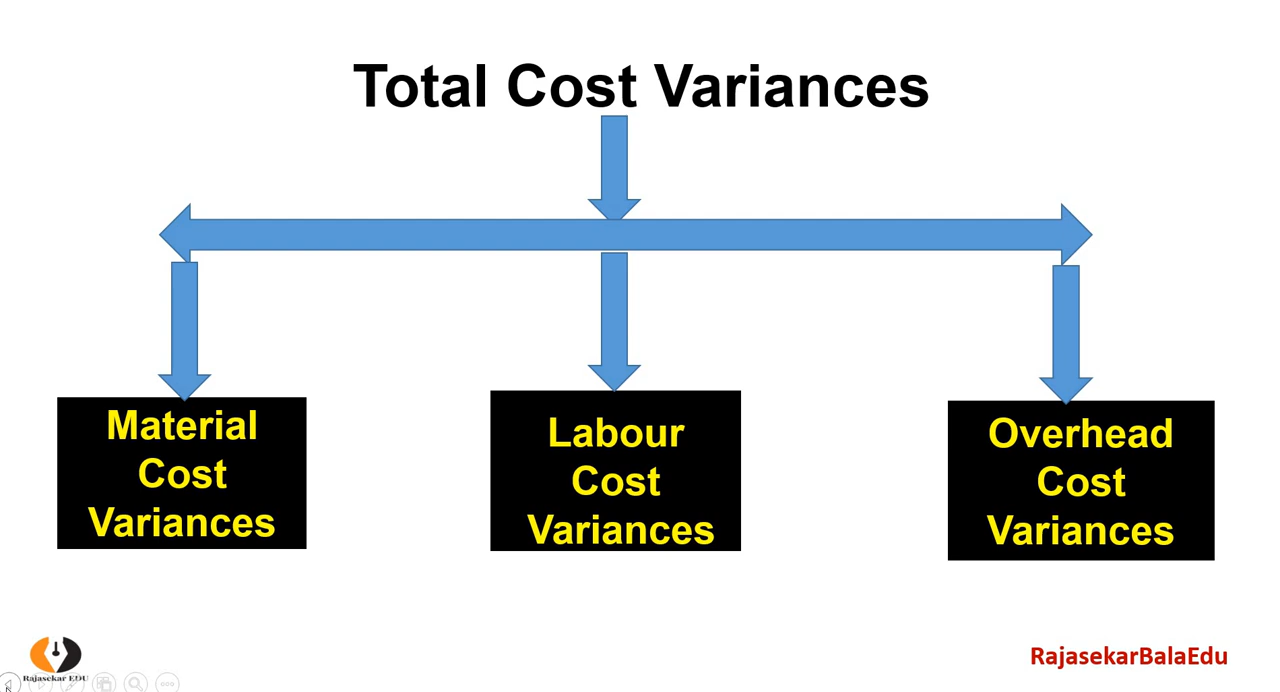 Total Cost Variances
Material
Cost
Variances
Labour
Cost
Variances
Overhead
Cost
Variances
Rajasekar EDU
RajasekarBalaEdu